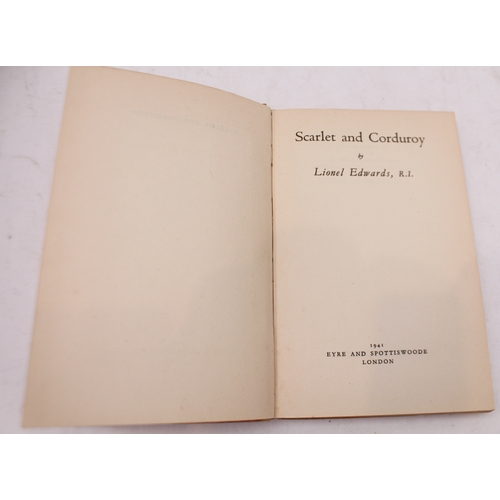 Scarlet and Corduroy
by
Lionel Edwards, R.I.
1941
EYRE AND SPOTTISWOODE
LONDON